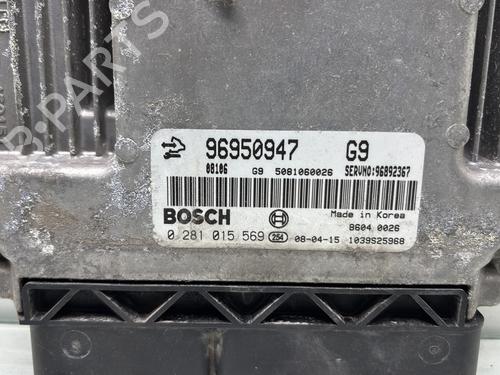 B-PARTS
96950947 G9
08106 G9 5081060026 SERVNO:96892367
BOSCH
Made in Korea
8604 0026
0 281 015 569 254 08-04-15 1039S25968